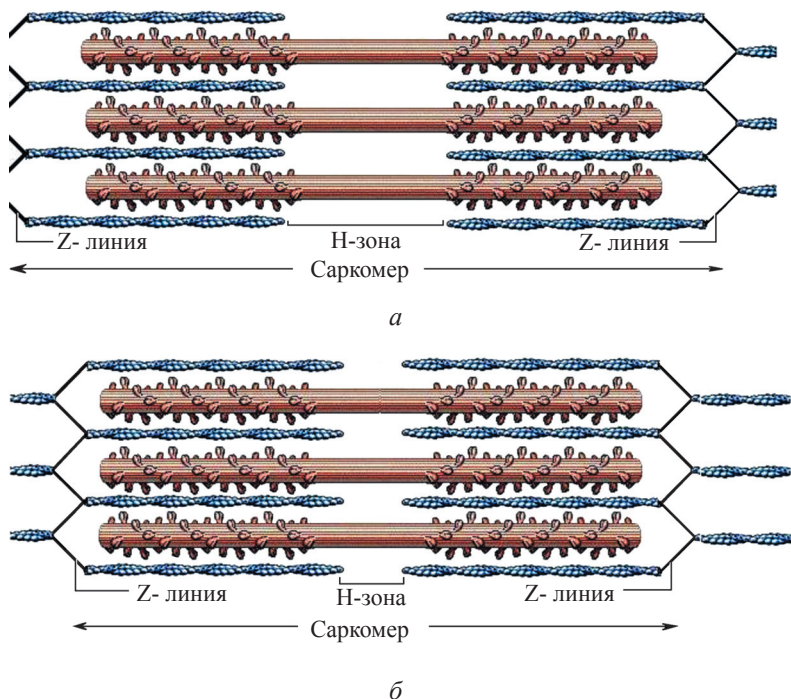 Н-зона
Z- линия Z- линия
Саркомер
а
Z- линия Н-зона Z- линия
Саркомер
б